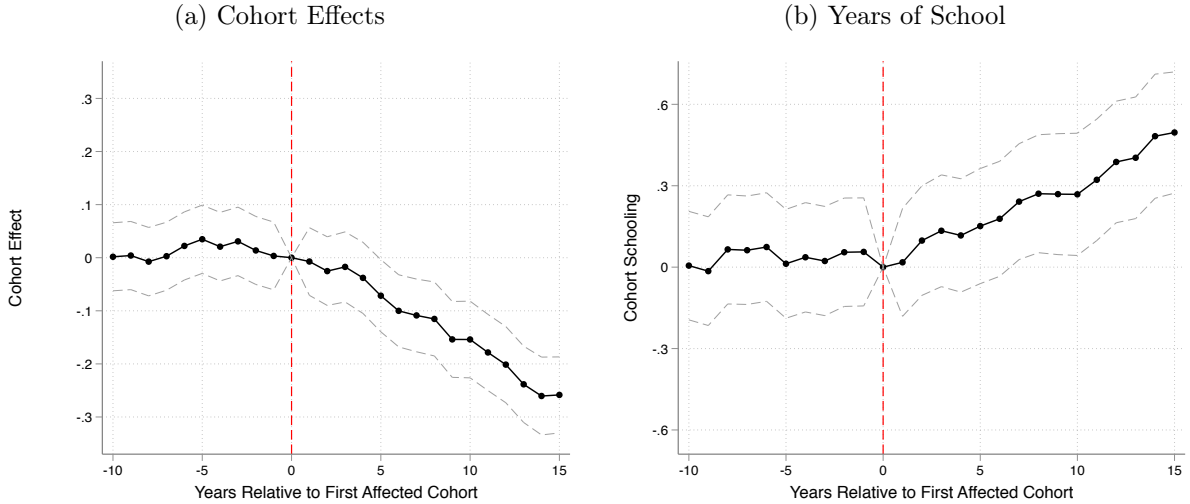 (a) Cohort Effects
Cohort Effect
.3
.2
.1
0
-.1
-.2
-.3
-10 -5 0 5 10 15
Years Relative to First Affected Cohort
(b) Years of School
Cohort Schooling
.6
.3
0
-.3
-.6
-10 -5 0 5 10 15
Years Relative to First Affected Cohort